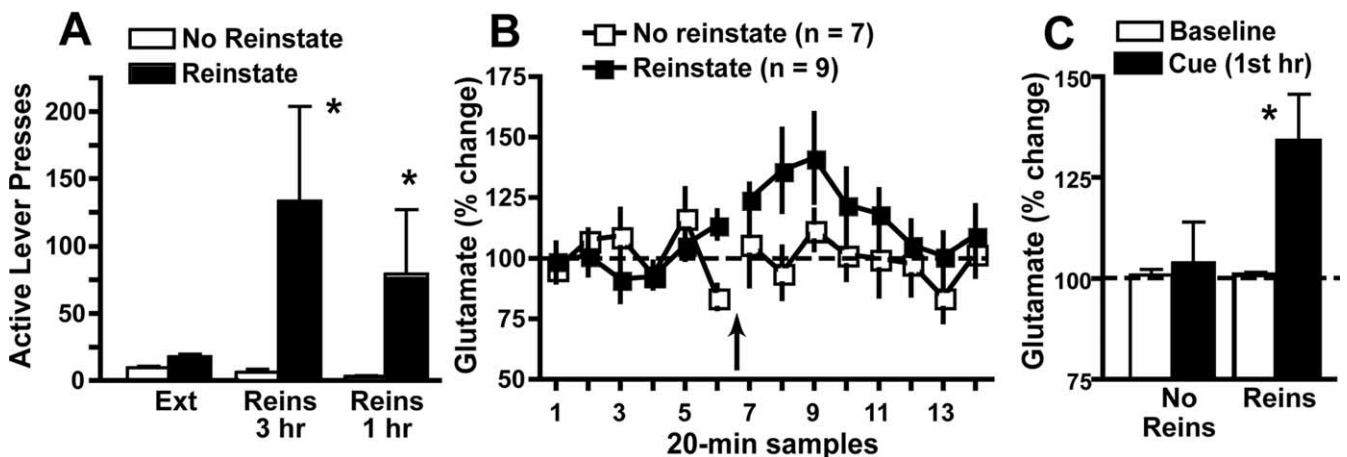 A
No Reinstate
Reinstate
Active Lever Presses
200
150
125
100
50
25
0
*
*
Ext
Reins
3 hr
Reins
1 hr
B
No reinstate (n = 7)
Reinstate (n = 9)
Glutamate (% change)
175
150
125
100
75
50
1
3
5
7
9
11
13
20-min samples
C
Baseline
Cue (1st hr)
Glutamate (% change)
150
125
100
75
*
No
Reins
Reins